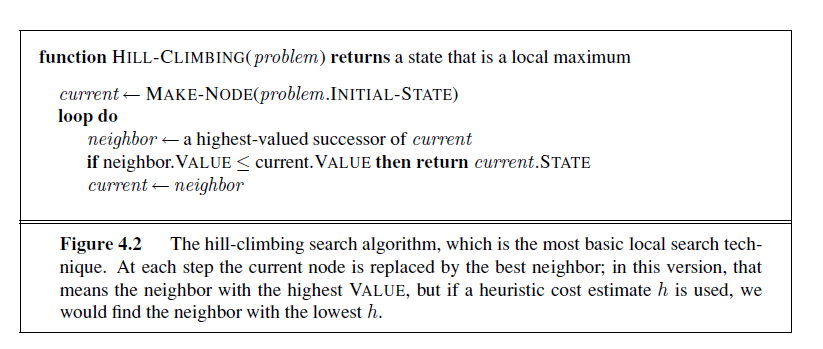 function HILL-CLIMBING(problem) returns a state that is a local maximum
current ← MAKE-NODE(problem.INITIAL-STATE)
loop do
neighbor ← a highest-valued successor of current
if neighbor.VALUE ≤ current.VALUE then return current.STATE
current ← neighbor
Figure 4.2 The hill-climbing search algorithm, which is the most basic local search tech-
nique. At each step the current node is replaced by the best neighbor; in this version, that
means the neighbor with the highest VALUE, but if a heuristic cost estimate h is used, we
would find the neighbor with the lowest h.